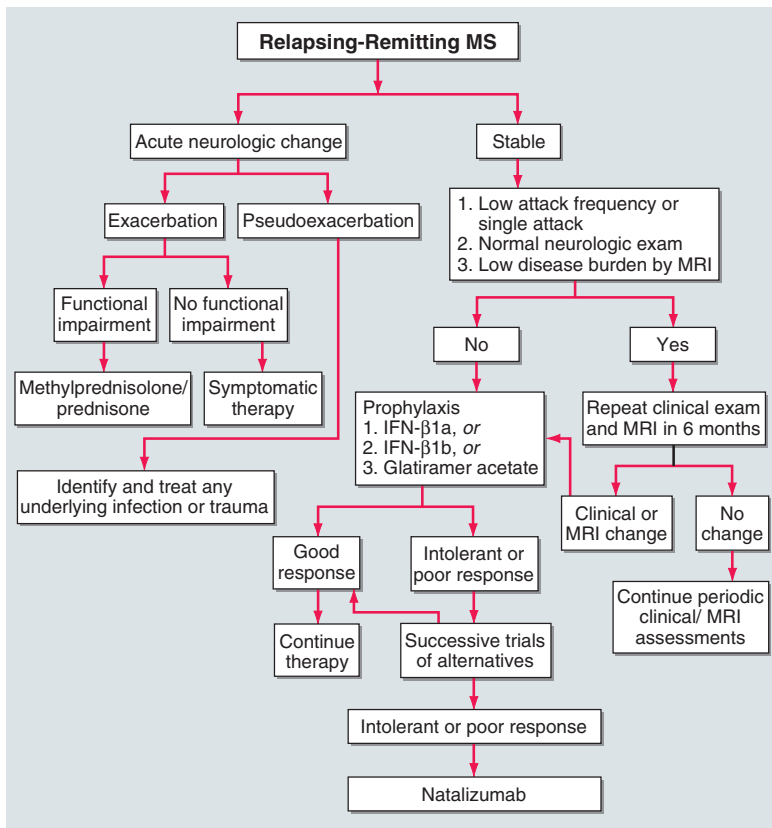 Relapsing-Remitting MS
Acute neurologic change
Stable
Exacerbation
Pseudoexacerbation
1. Low attack frequency or
single attack
2. Normal neurologic exam
3. Low disease burden by MRI
Functional
impairment
No functional
impairment
No
Yes
Methylprednisolone/
prednisone
Symptomatic
therapy
Prophylaxis
1. IFN-β1a, or
2. IFN-β1b, or
3. Glatiramer acetate
Repeat clinical exam
and MRI in 6 months
Identify and treat any
underlying infection or trauma
Clinical or
MRI change
No
change
Good
response
Intolerant or
poor response
Continue periodic
clinical/ MRI
assessments
Continue
therapy
Successive trials
of alternatives
Intolerant or poor response
Natalizumab